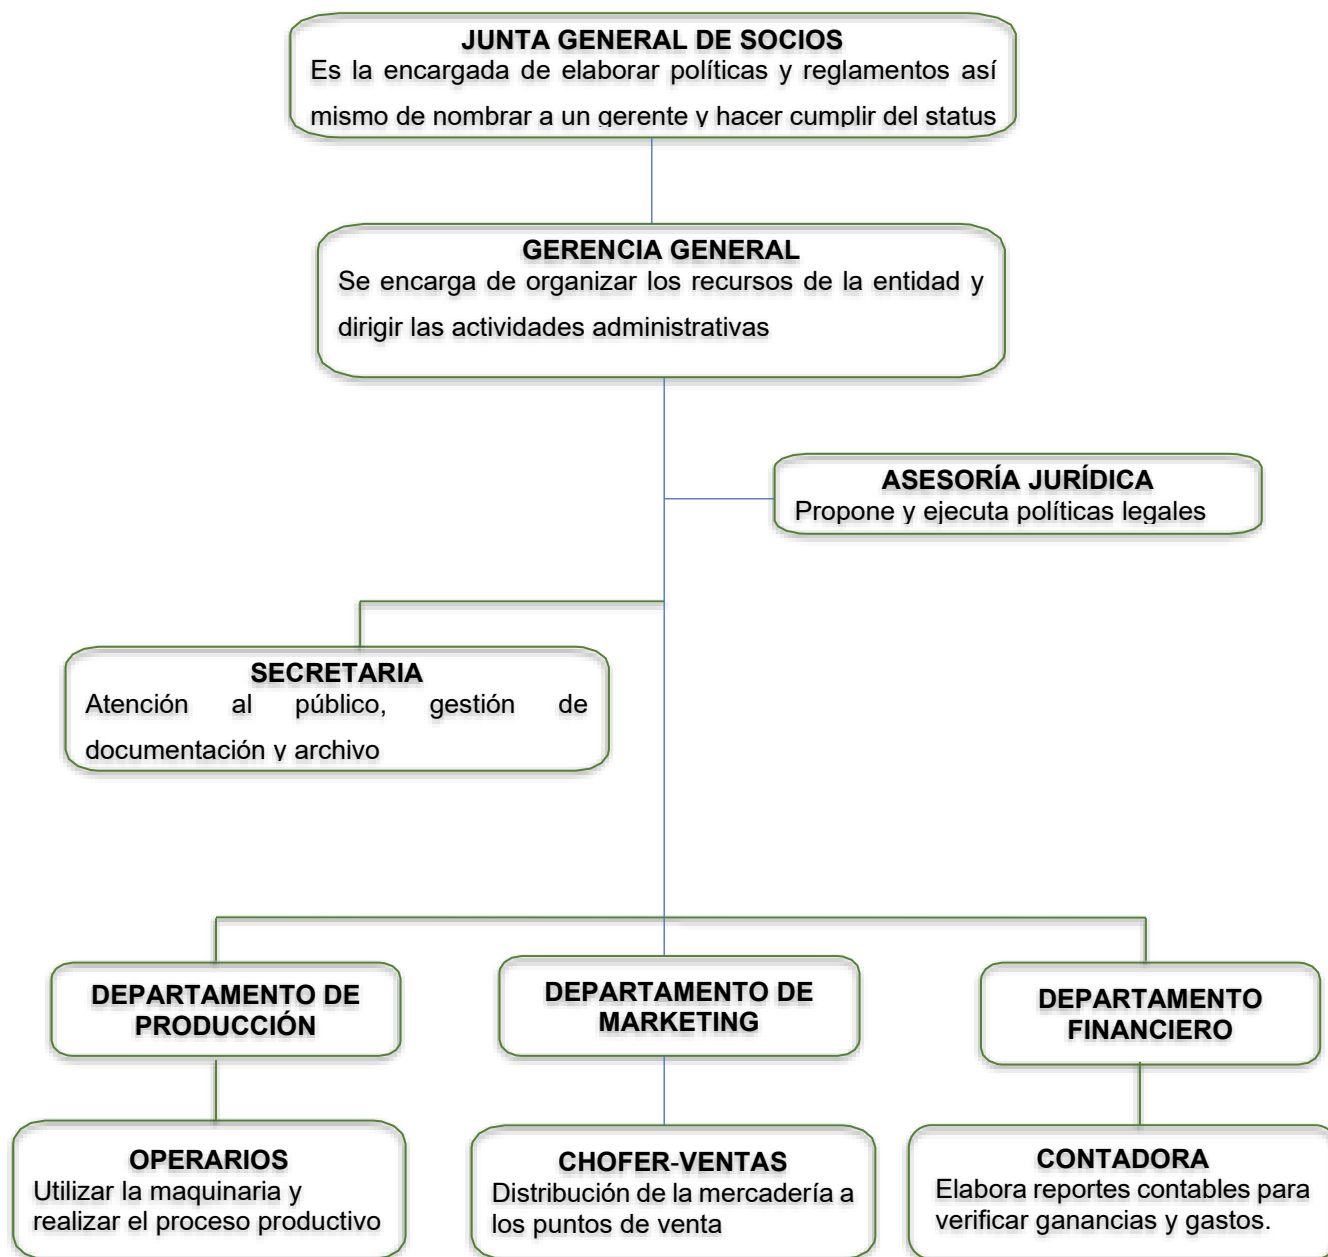 JUNTA GENERAL DE SOCIOS
Es la encargada de elaborar políticas y reglamentos así
mismo de nombrar a un gerente y hacer cumplir del status
GERENCIA GENERAL
Se encarga de organizar los recursos de la entidad y
dirigir las actividades administrativas
ASESORÍA JURÍDICA
Propone y ejecuta políticas legales
SECRETARIA
Atención al público, gestión de
documentación y archivo
DEPARTAMENTO DE
PRODUCCIÓN
DEPARTAMENTO DE
MARKETING
DEPARTAMENTO
FINANCIERO
OPERARIOS
Utilizar la maquinaria y
realizar el proceso productivo
CHOFER-VENTAS
Distribución de la mercadería a
los puntos de venta
CONTADORA
Elabora reportes contables para
verificar ganancias y gastos.